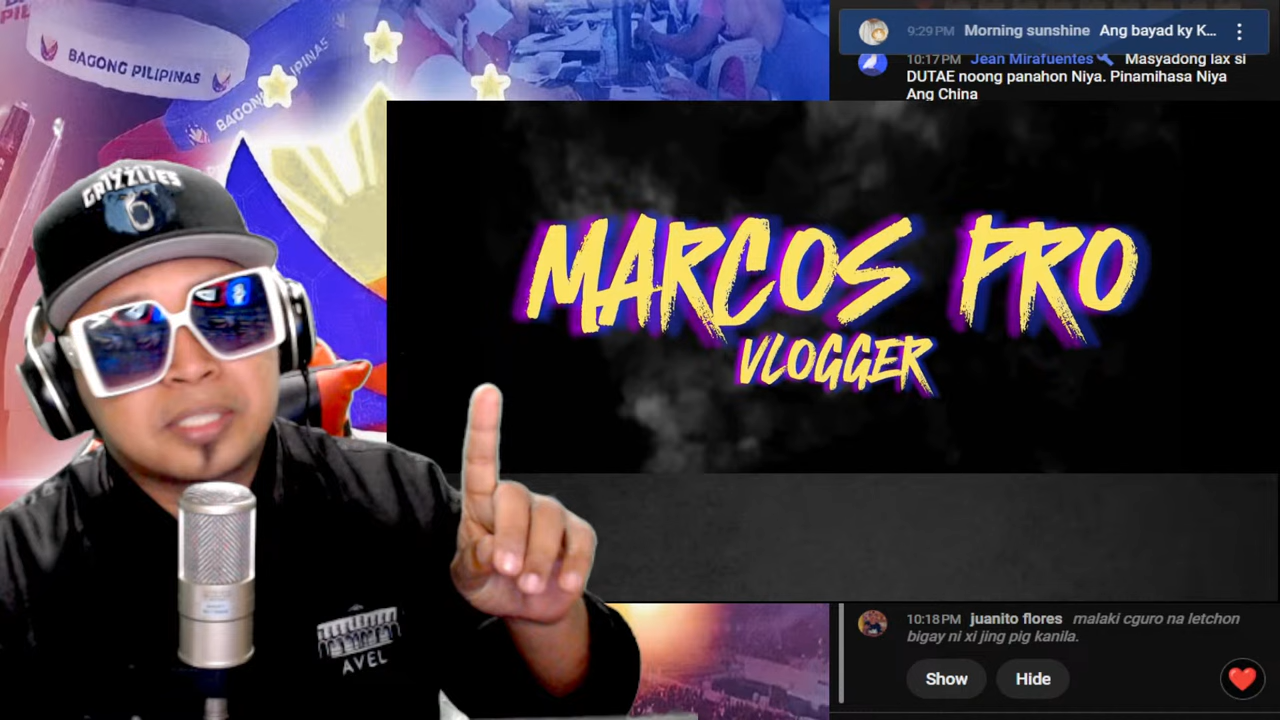 BAGONG PILIPINAS
PILIPINAS
GRIZZLIES
9:29 PM Morning sunshine Ang bayad ky K...
10:17 PM Jean Mirafuentes Masyadong lax si
DUTAE noong panahon Niya. Pinamihasa Niya
Ang China
MARCOS PRO
VLOGGER
AVEL
10:18 PM juanito flores malaki cguro na letchon
bigay ni xi jing pig kanila.
Show Hide